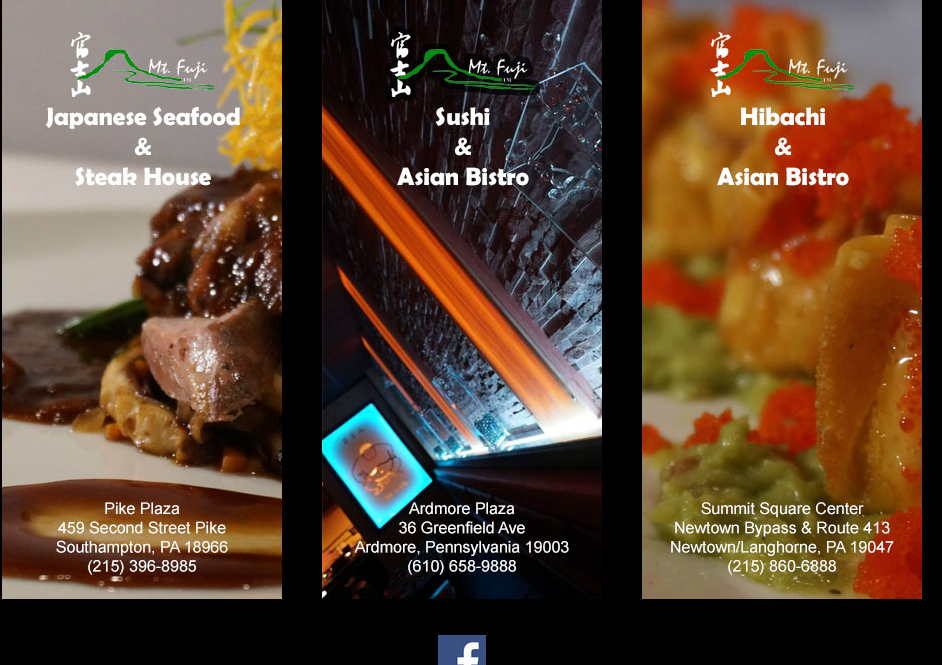 富士山
Mt. Fuji
TM
Japanese Seafood
&
Steak House
Pike Plaza
459 Second Street Pike
Southampton, PA 18966
(215) 396-8985
富士山
Mt. Fuji
TM
Sushi
&
Asian Bistro
Ardmore Plaza
36 Greenfield Ave
Ardmore, Pennsylvania 19003
(610) 658-9888
富士山
Mt. Fuji
TM
Hibachi
&
Asian Bistro
Summit Square Center
Newtown Bypass & Route 413
Newtown/Langhorne, PA 19047
(215) 860-6888
f